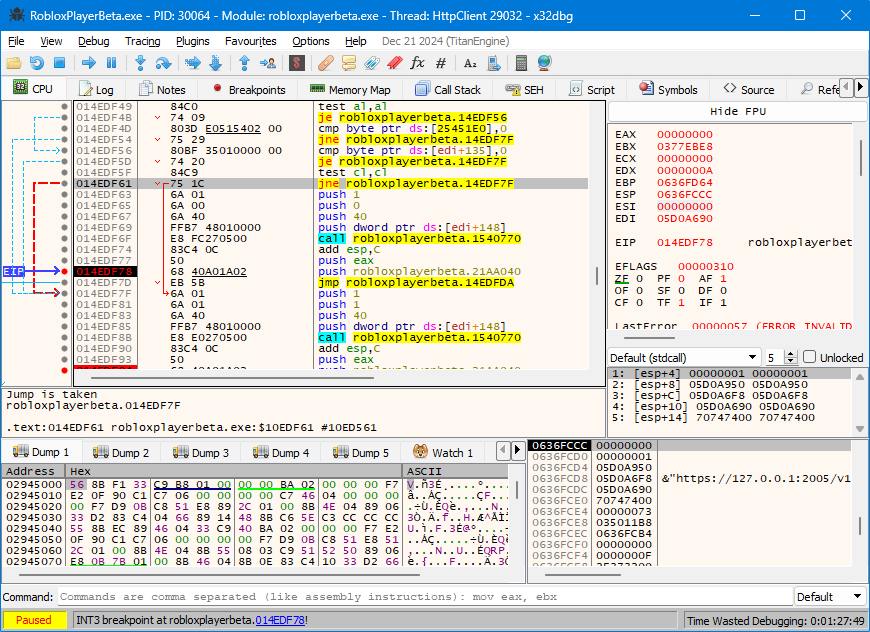 RobloxPlayerBeta.exe - PID: 30064 - Module: robloxplayerbeta.exe - Thread: HttpClient 29032 - x32dbg
File View Debug Tracing Plugins Favourites Options Help Dec 21 2024 (TitanEngine)
CPU Log Notes Breakpoints Memory Map Call Stack SEH Script Symbols Source Refe
014EDF49 84C0 test al,al
014EDF4B 74 09 je robloxplayerbeta.14EDF56
014EDF4D 803D E0515402 00 cmp byte ptr ds:[25451E0],0
014EDF54 75 29 jne robloxplayerbeta.14EDF7F
014EDF56 80BF 35010000 00 cmp byte ptr ds:[edi+135],0
014EDF5D 74 20 je robloxplayerbeta.14EDF7F
014EDF5F 84C9 test cl,cl
014EDF61 75 1C jne robloxplayerbeta.14EDF7F
014EDF63 6A 01 push 1
014EDF65 6A 00 push 0
014EDF67 6A 40 push 40
014EDF69 FFB7 48010000 push dword ptr ds:[edi+148]
014EDF6F E8 FC270500 call robloxplayerbeta.1540770
014EDF74 83C4 0C add esp,C
014EDF77 50 push eax
EIP 014EDF78 68 40A01A02 push robloxplayerbeta.21AA040
014EDF7D EB 5B jmp robloxplayerbeta.14EDFDA
014EDF7F 6A 01 push 1
014EDF81 6A 01 push 1
014EDF83 6A 40 push 40
014EDF85 FFB7 48010000 push dword ptr ds:[edi+148]
014EDF8B E8 E0270500 call robloxplayerbeta.1540770
014EDF90 83C4 0C add esp,C
014EDF93 50 push eax
Hide FPU
EAX 00000000
EBX 0377EBE8
ECX 00000000
EDX 0000000A
EBP 0636FD64
ESP 0636FCCC
ESI 00000000
EDI 05D0A690
EIP 014EDF78 robloxplayerbet
EFLAGS 00000310
ZF 0 PF 0 AF 1
OF 0 SF 0 DF 0
CF 0 TF 1 IF 1
LastError 00000057 (ERROR_INVALID
Default (stdcall) 5 Unlocked
1: [esp+4] 00000001 00000001
2: [esp+8] 05D0A950 05D0A950
3: [esp+C] 05D0A6F8 05D0A6F8
4: [esp+10] 05D0A690 05D0A690
5: [esp+14] 70747400 70747400
Jump is taken
robloxplayerbeta.014EDF7F
.text:014EDF61 robloxplayerbeta.exe:$10EDF61 #10ED561
Dump 1 Dump 2 Dump 3 Dump 4 Dump 5 Watch 1
Address Hex ASCII
02945000 56 8B F1 33 C9 B8 01 00 00 00 BA 02 00 00 00 F7
02945010 E2 0F 90 C1 C7 06 00 00 00 00 C7 46 04 00 00 00
02945020 00 F7 D9 0B C8 51 E8 89 2C 01 00 8B 4E 04 89 06
02945030 33 D2 83 C4 04 66 89 14 48 8B C6 5E C3 CC CC CC
02945040 55 8B EC 89 46 04 33 C9 40 BA 02 00 00 00 F7 E2
02945050 0F 90 C1 C7 06 00 00 00 00 F7 D9 0B C8 51 E8 51
02945060 2C 01 00 8B 4E 04 8B 55 08 03 C9 51 52 50 89 06
02945070 E8 0B 7B 01 00 8B 46 04 8B 0E 83 C4 10 33 D2 66
0636FCCC 00000000
0636FCD0 00000001
0636FCD4 05D0A950
0636FCD8 05D0A6F8 &"https://127.0.0.1:2005/v1
0636FCDC 05D0A690
0636FCE0 70747400
0636FCE4 00000073
0636FCE8 035011B8
0636FCEC 0636FCB4
0636FCF0 00000000
0636FCF4 0000000F
Command: Commands are comma separated (like assembly instructions): mov eax, ebx Default
Paused INT3 breakpoint at robloxplayerbeta.014EDF78! Time Wasted Debugging: 0:01:27:49